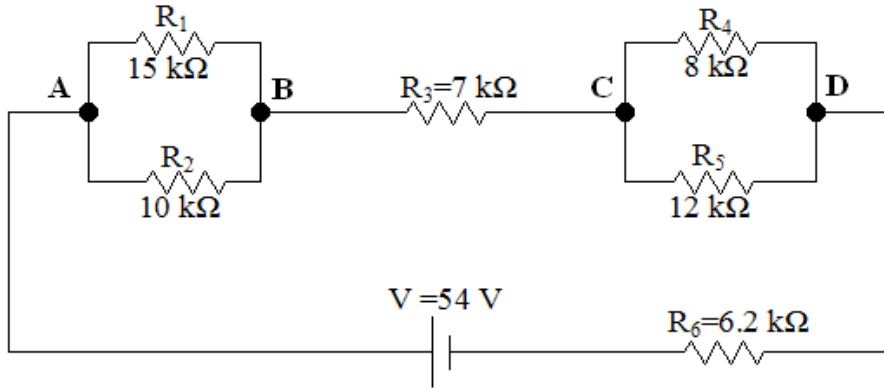 R₁
15 kΩ
A
B
R₂
10 kΩ
R₃=7 kΩ
R₄
8 kΩ
C
D
R₅
12 kΩ
V =54 V
R₆=6.2 kΩ